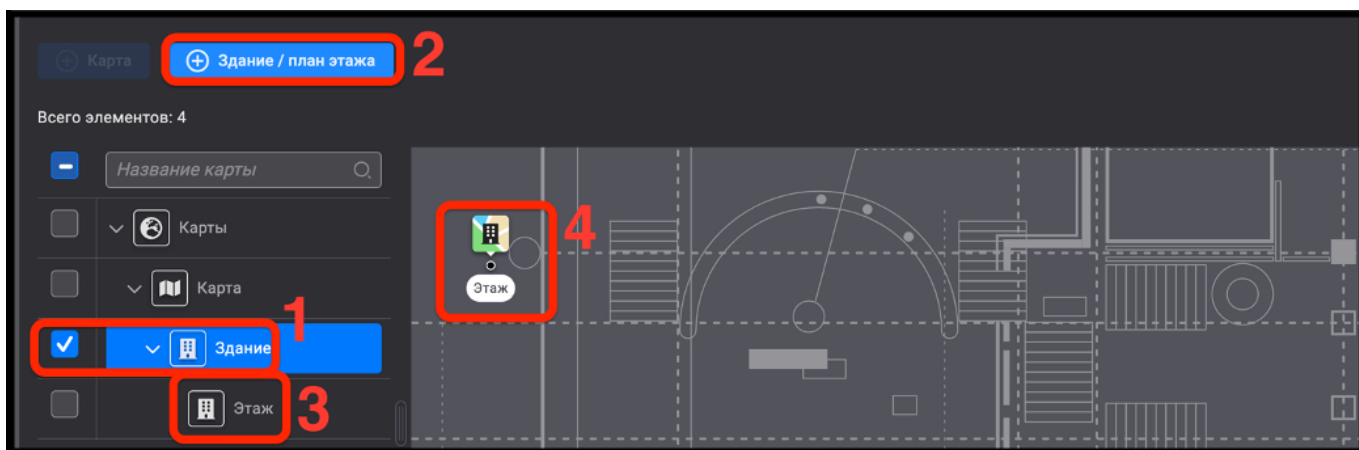 Карта
Здание / план этажа
2
Всего элементов: 4
Название карты
Карты
Карта
1
Здание
Этаж
3
4
Этаж